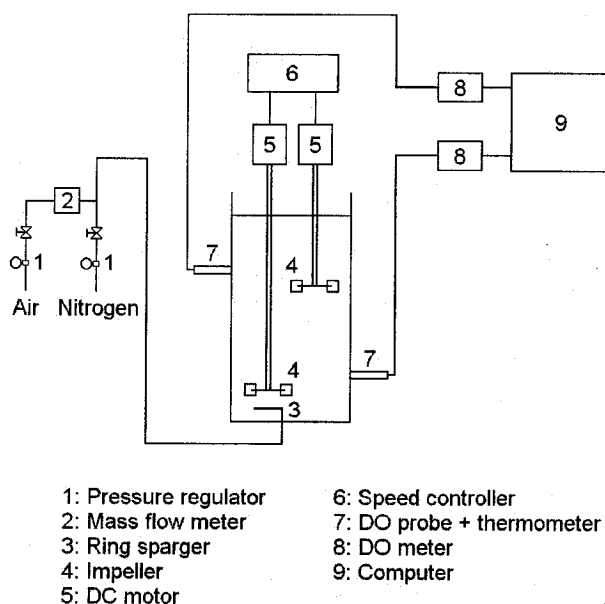 6
8
9
5 5
8
2
7
4
1 1
Air Nitrogen
4
7
3
1: Pressure regulator
2: Mass flow meter
3: Ring sparger
4: Impeller
5: DC motor
6: Speed controller
7: DO probe + thermometer
8: DO meter
9: Computer